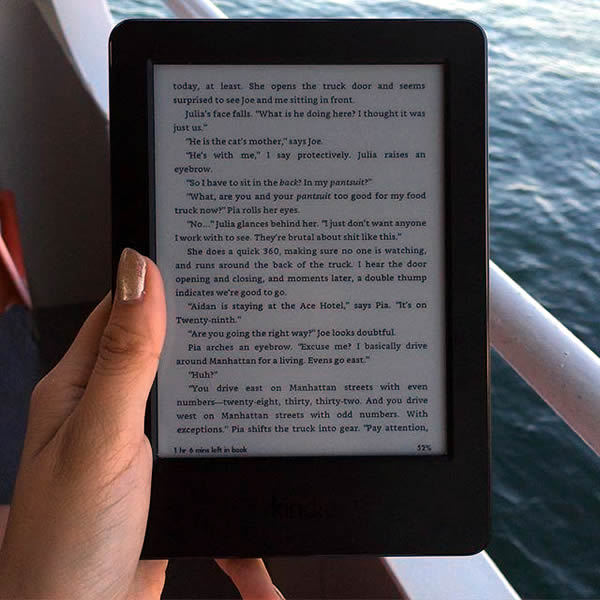 today, at least. She opens the truck door and seems
surprised to see Joe and me sitting in front.
Julia's face falls. "What is he doing here? I thought it was
just us."
"He is the cat's mother," says Joe.
"He's with me," I say protectively. Julia raises an
eyebrow.
"So I have to sit in the back? In my pantsuit?"
"What, are you and your pantsuit too good for my food
truck now?" Pia rolls her eyes.
"No..." Julia glances behind her. "I just don't want anyone
I work with to see. They're brutal about shit like this."
She does a quick 360, making sure no one is watching,
and runs around the back of the truck. I hear the door
opening and closing, and moments later, a double thump
indicates we're good to go.
"Aidan is staying at the Ace Hotel," says Pia. "It's on
Twenty-ninth."
"Are you going the right way?" Joe looks doubtful.
Pia arches an eyebrow. "Excuse me? I basically drive
around Manhattan for a living. Evens go east."
"Huh?"
"You drive east on Manhattan streets with even
numbers—twenty-eight, thirty, thirty-two. And you drive
west on Manhattan streets with odd numbers. With
exceptions." Pia shifts the truck into gear. "Pay attention,
1 hr 6 mins left in book 52%
kindle